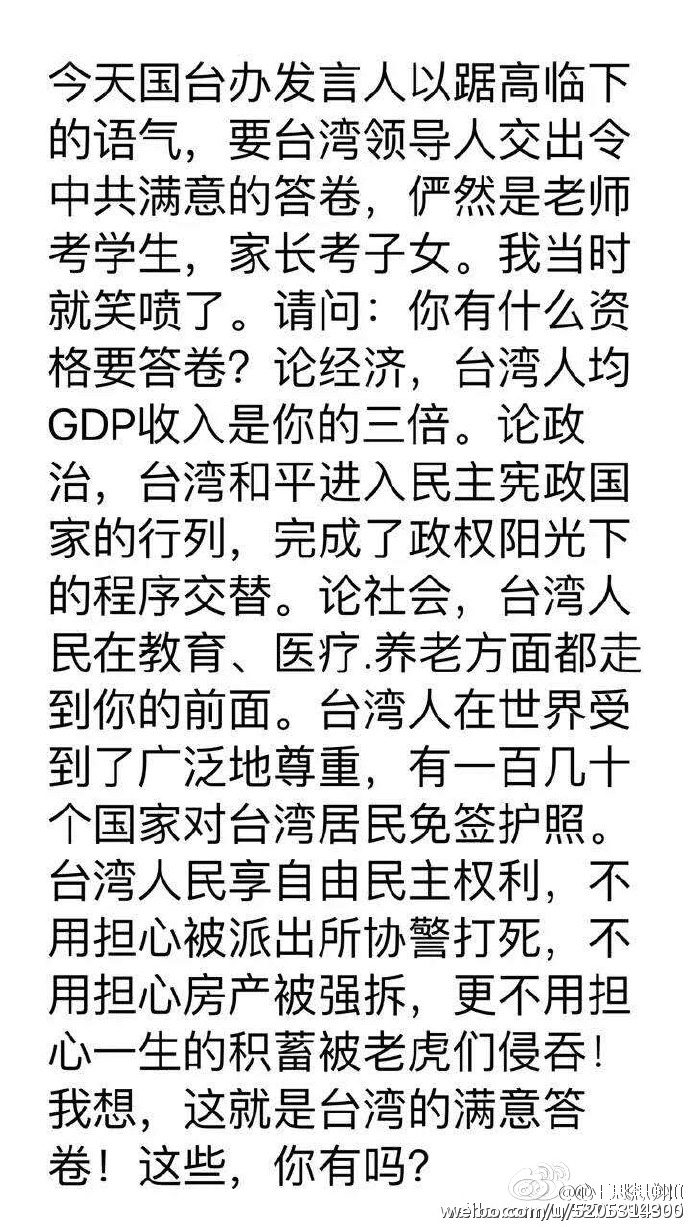 今天国台办发言人以踞高临下
的语气，要台湾领导人交出令
中共满意的答卷，俨然是老师
考学生，家长考子女。我当时
就笑喷了。请问：你有什么资
格要答卷？论经济，台湾人均
GDP收入是你的三倍。论政
治，台湾和平进入民主宪政国
家的行列，完成了政权阳光下
的程序交替。论社会，台湾人
民在教育、医疗.养老方面都走
到你的前面。台湾人在世界受
到了广泛地尊重，有一百几十
个国家对台湾居民免签护照。
台湾人民享自由民主权利，不
用担心被派出所协警打死，不
用担心房产被强拆，更不用担
心一生的积蓄被老虎们侵吞！
我想，这就是台湾的满意答
卷！这些，你有吗？